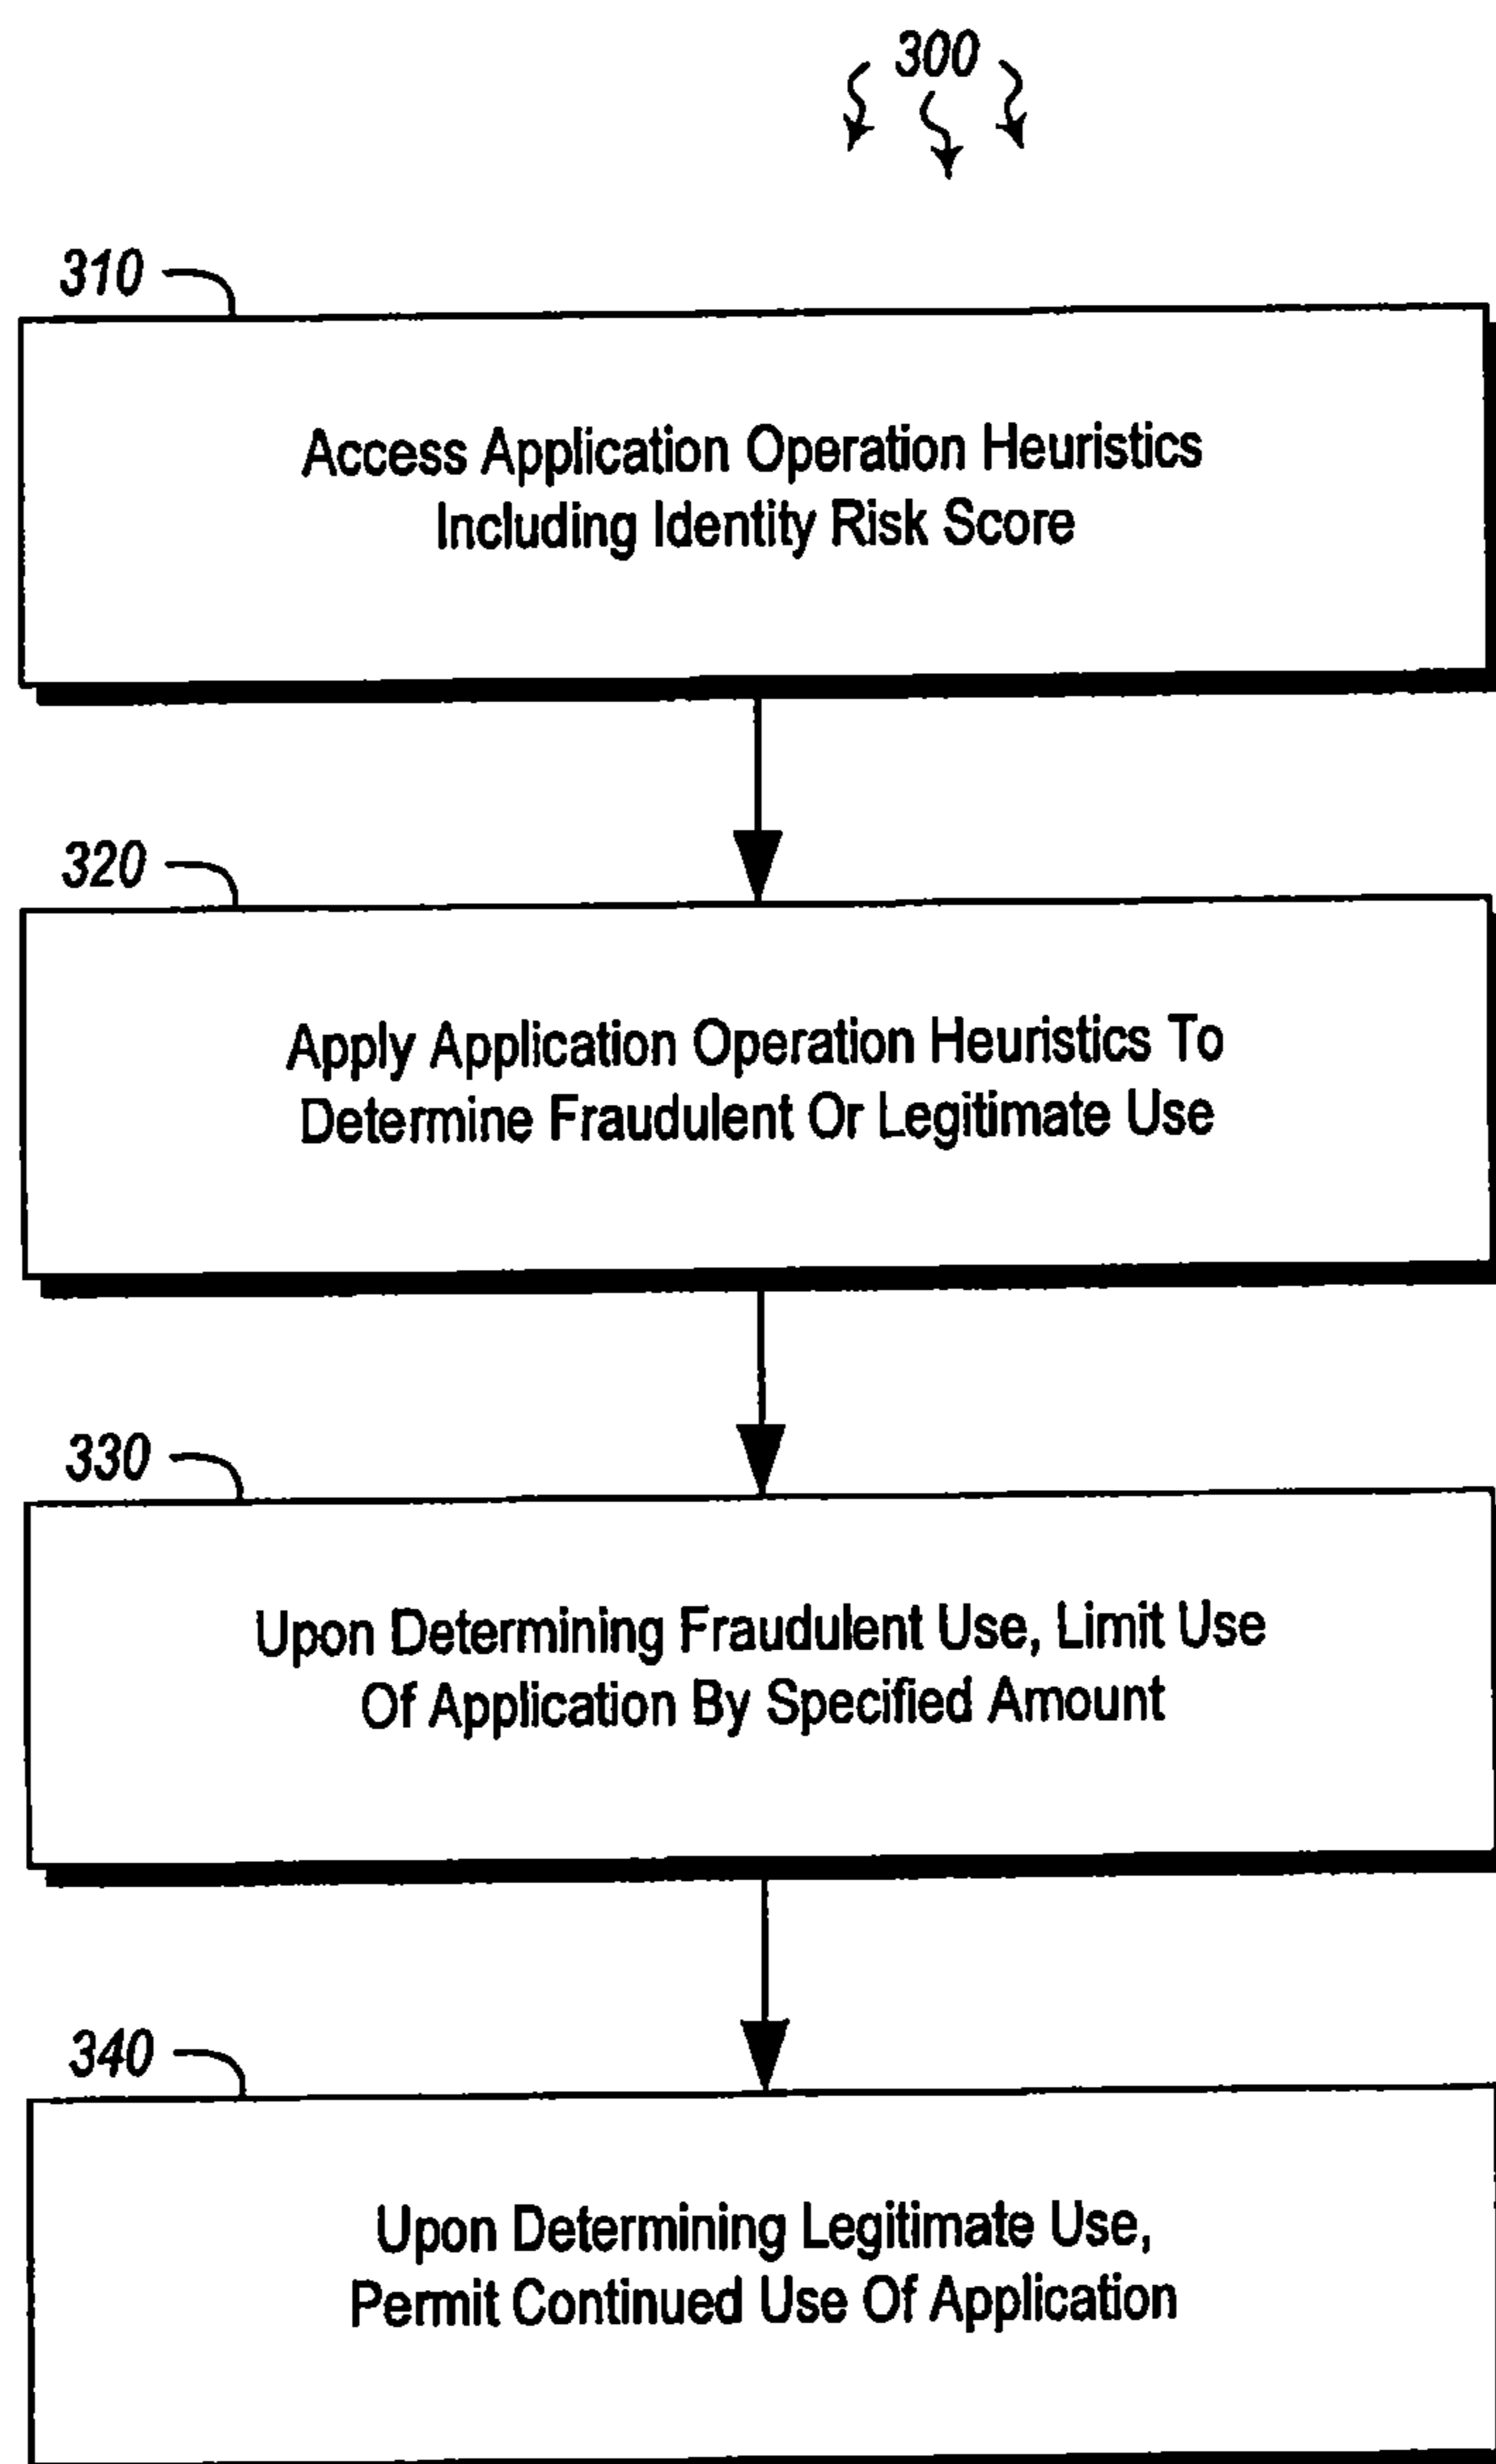 300
310
Access Application Operation Heuristics
Including Identity Risk Score
320
Apply Application Operation Heuristics To
Determine Fraudulent Or Legitimate Use
330
Upon Determining Fraudulent Use, Limit Use
Of Application By Specified Amount
340
Upon Determining Legitimate Use,
Permit Continued Use Of Application